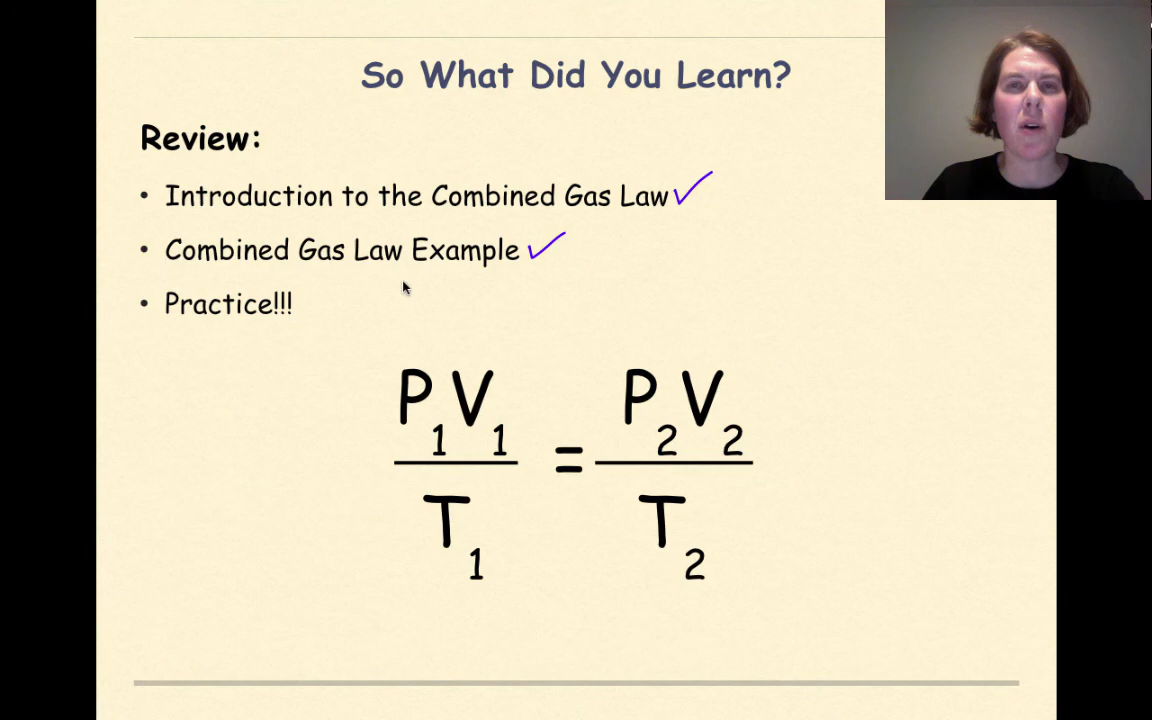 So What Did You Learn?
Review:
• Introduction to the Combined Gas Law ✓
• Combined Gas Law Example ✓
• Practice!!!
P₁V₁ = P₂V₂
T₁ T₂